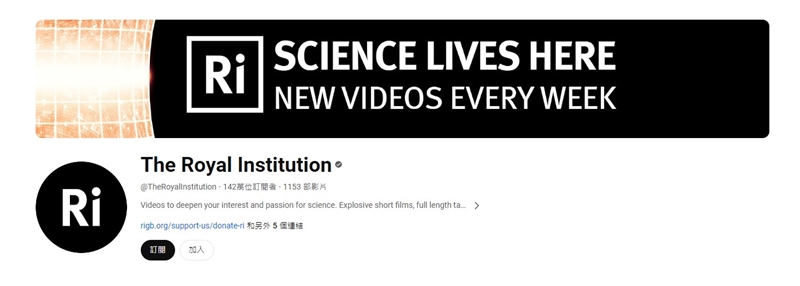 Ri
SCIENCE LIVES HERE
NEW VIDEOS EVERY WEEK
Ri
The Royal Institution
@TheRoyalInstitution · 142萬位訂閱者 · 1153 部影片
Videos to deepen your interest and passion for science. Explosive short films, full length ta...
rigb.org/support-us/donate-ri 和另外 5 個連結
訂閱
加入